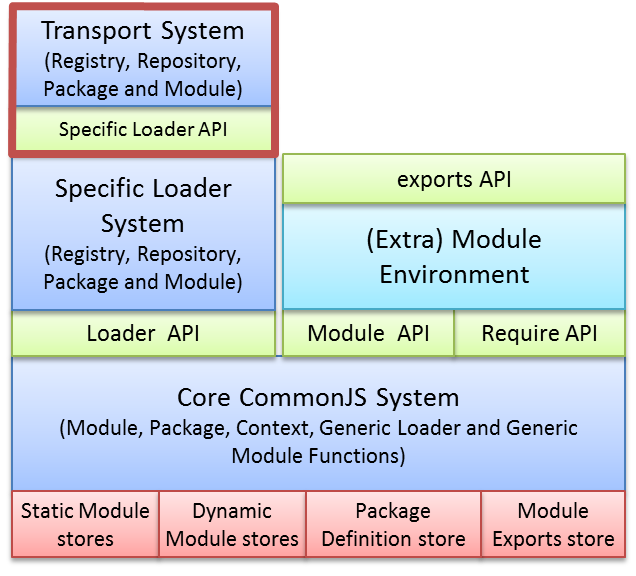 Transport System
(Registry, Repository,
Package and Module)
Specific Loader API
Specific Loader
System
(Registry, Repository,
Package and Module)
exports API
(Extra) Module
Environment
Loader API
Module API
Require API
Core CommonJS System
(Module, Package, Context, Generic Loader and Generic
Module Functions)
Static Module
stores
Dynamic
Module stores
Package
Definition store
Module
Exports store